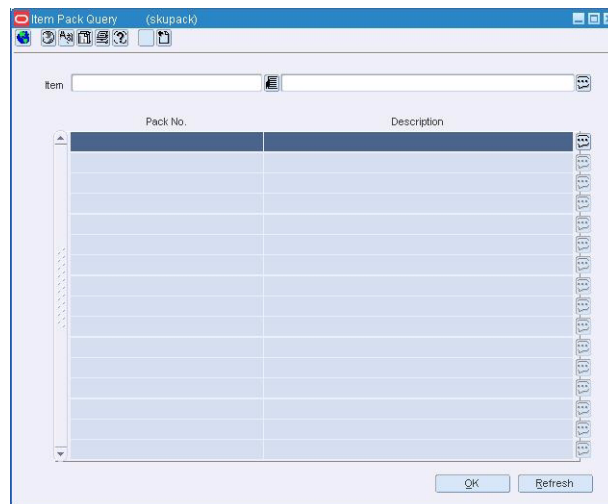 Item Pack Query (skupack)
Item
Pack No. Description
OK Refresh